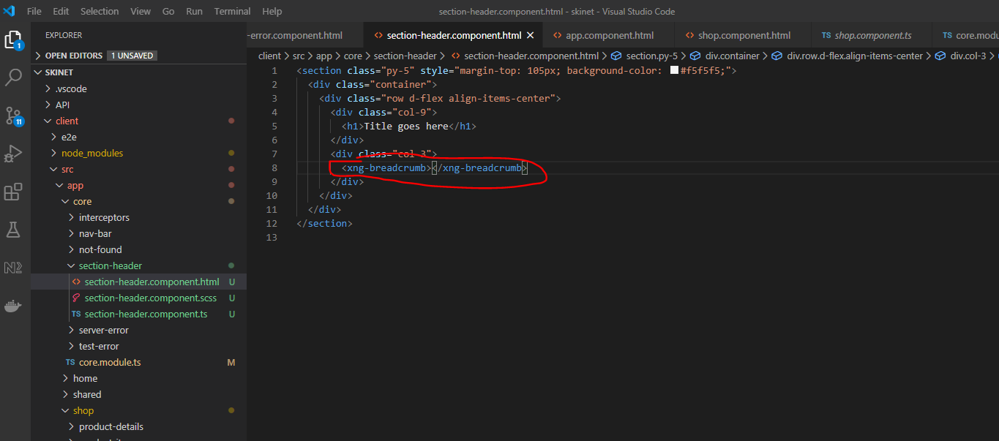 File Edit Selection View Go Run Terminal Help
section-header.component.html - skinet - Visual Studio Code
EXPLORER
-error.component.html
section-header.component.html
app.component.html
shop.component.html
TS shop.component.ts
TS core.modu
OPEN EDITORS 1 UNSAVED
client > src > app > core > section-header > section-header.component.html > section.py-5 > div.container > div.row.d-flex.align-items-center > div.col-3 >
SKINET
.vscode
API
client
e2e
node_modules
src
app
core
interceptors
nav-bar
not-found
section-header
section-header.component.html U
section-header.component.scss U
TS section-header.component.ts U
server-error
test-error
TS core.module.ts M
home
shared
shop
product-details
1
11
1 <section class="py-5" style="margin-top: 105px; background-color: #f5f5f5;">
2 <div class="container">
3 <div class="row d-flex align-items-center">
4 <div class="col-9">
5 <h1>Title goes here</h1>
6 </div>
7 <div class="col-3">
8 <xng-breadcrumb></xng-breadcrumb>
9 </div>
10 </div>
11 </div>
12 </section>
13